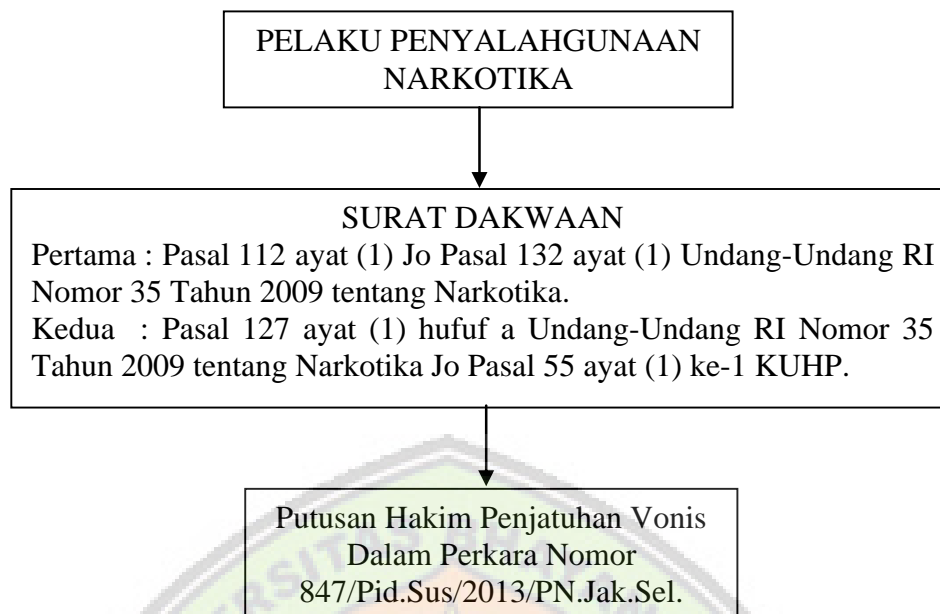 PELAKU PENYALAHGUNAAN
NARKOTIKA
SURAT DAKWAAN
Pertama : Pasal 112 ayat (1) Jo Pasal 132 ayat (1) Undang-Undang RI
Nomor 35 Tahun 2009 tentang Narkotika.
Kedua : Pasal 127 ayat (1) hufuf a Undang-Undang RI Nomor 35
Tahun 2009 tentang Narkotika Jo Pasal 55 ayat (1) ke-1 KUHP.
Putusan Hakim Penjatuhan Vonis
Dalam Perkara Nomor
847/Pid.Sus/2013/PN.Jak.Sel.